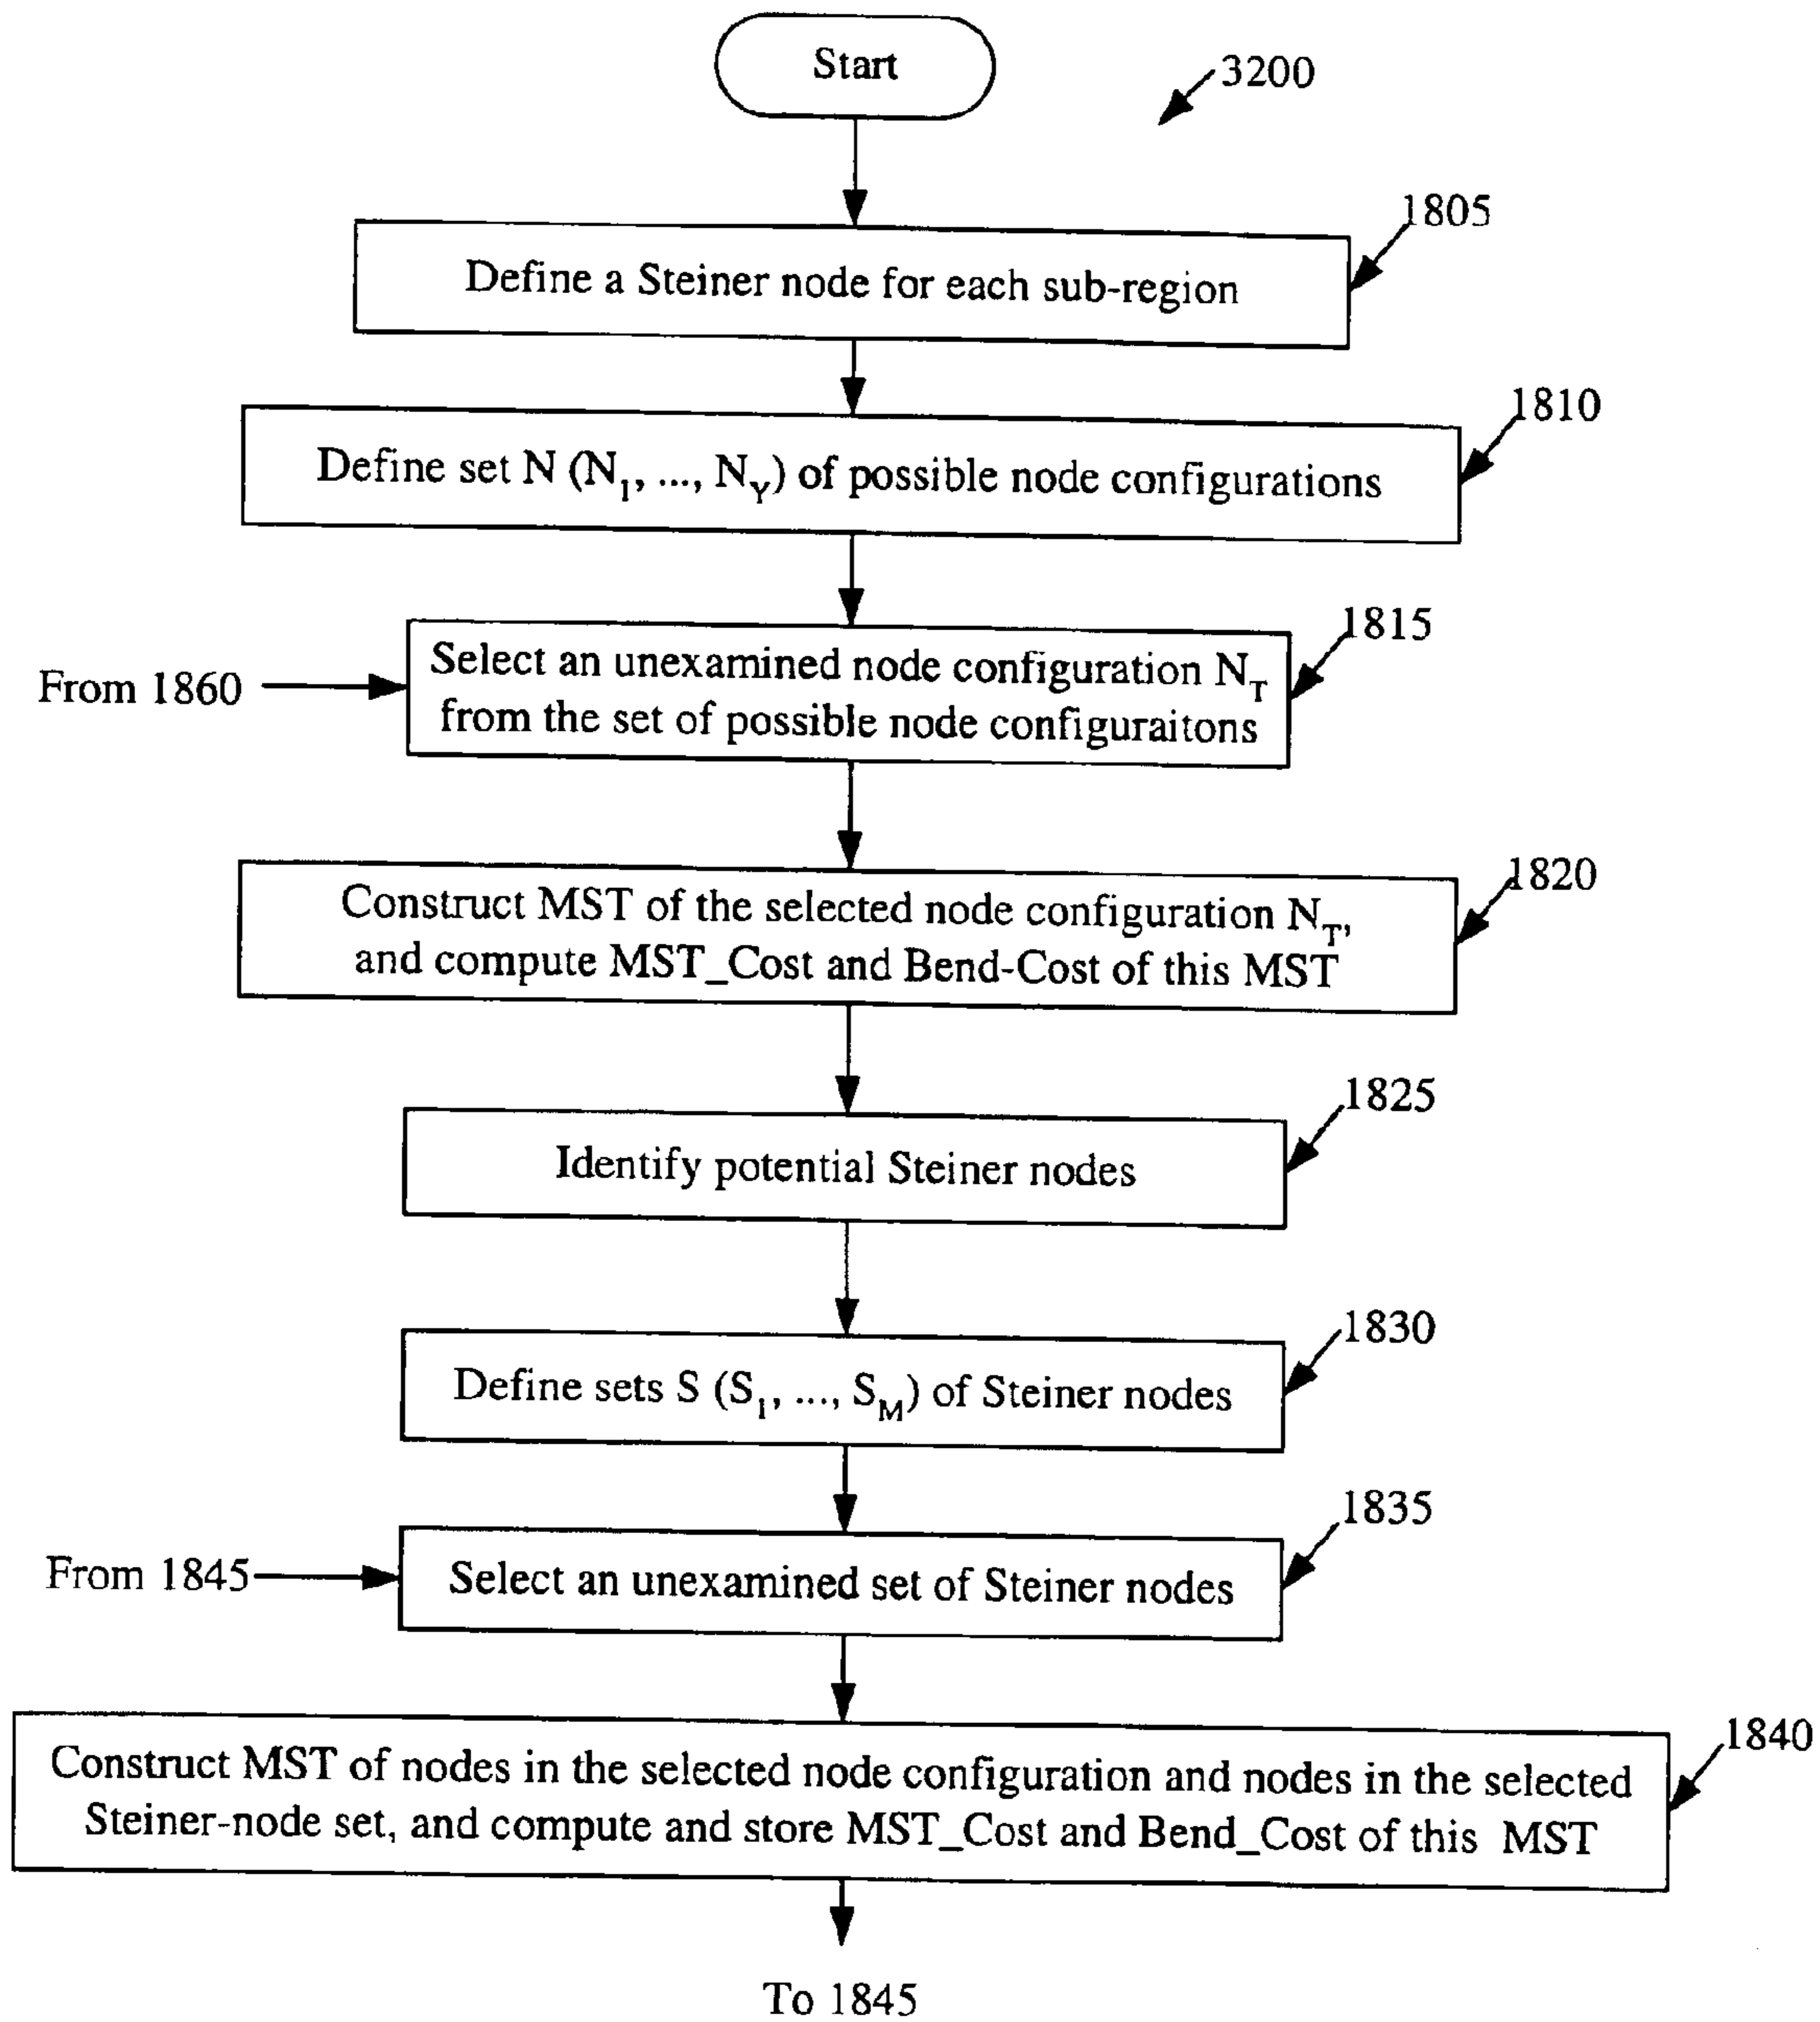 Start
3200
1805
Define a Steiner node for each sub-region
1810
Define set N (N1, ..., NY) of possible node configurations
1815
From 1860
Select an unexamined node configuration NT
from the set of possible node configuraitons
1820
Construct MST of the selected node configuration NT,
and compute MST_Cost and Bend-Cost of this MST
1825
Identify potential Steiner nodes
1830
Define sets S (S1, ..., SM) of Steiner nodes
1835
From 1845
Select an unexamined set of Steiner nodes
1840
Construct MST of nodes in the selected node configuration and nodes in the selected
Steiner-node set, and compute and store MST_Cost and Bend_Cost of this MST
To 1845